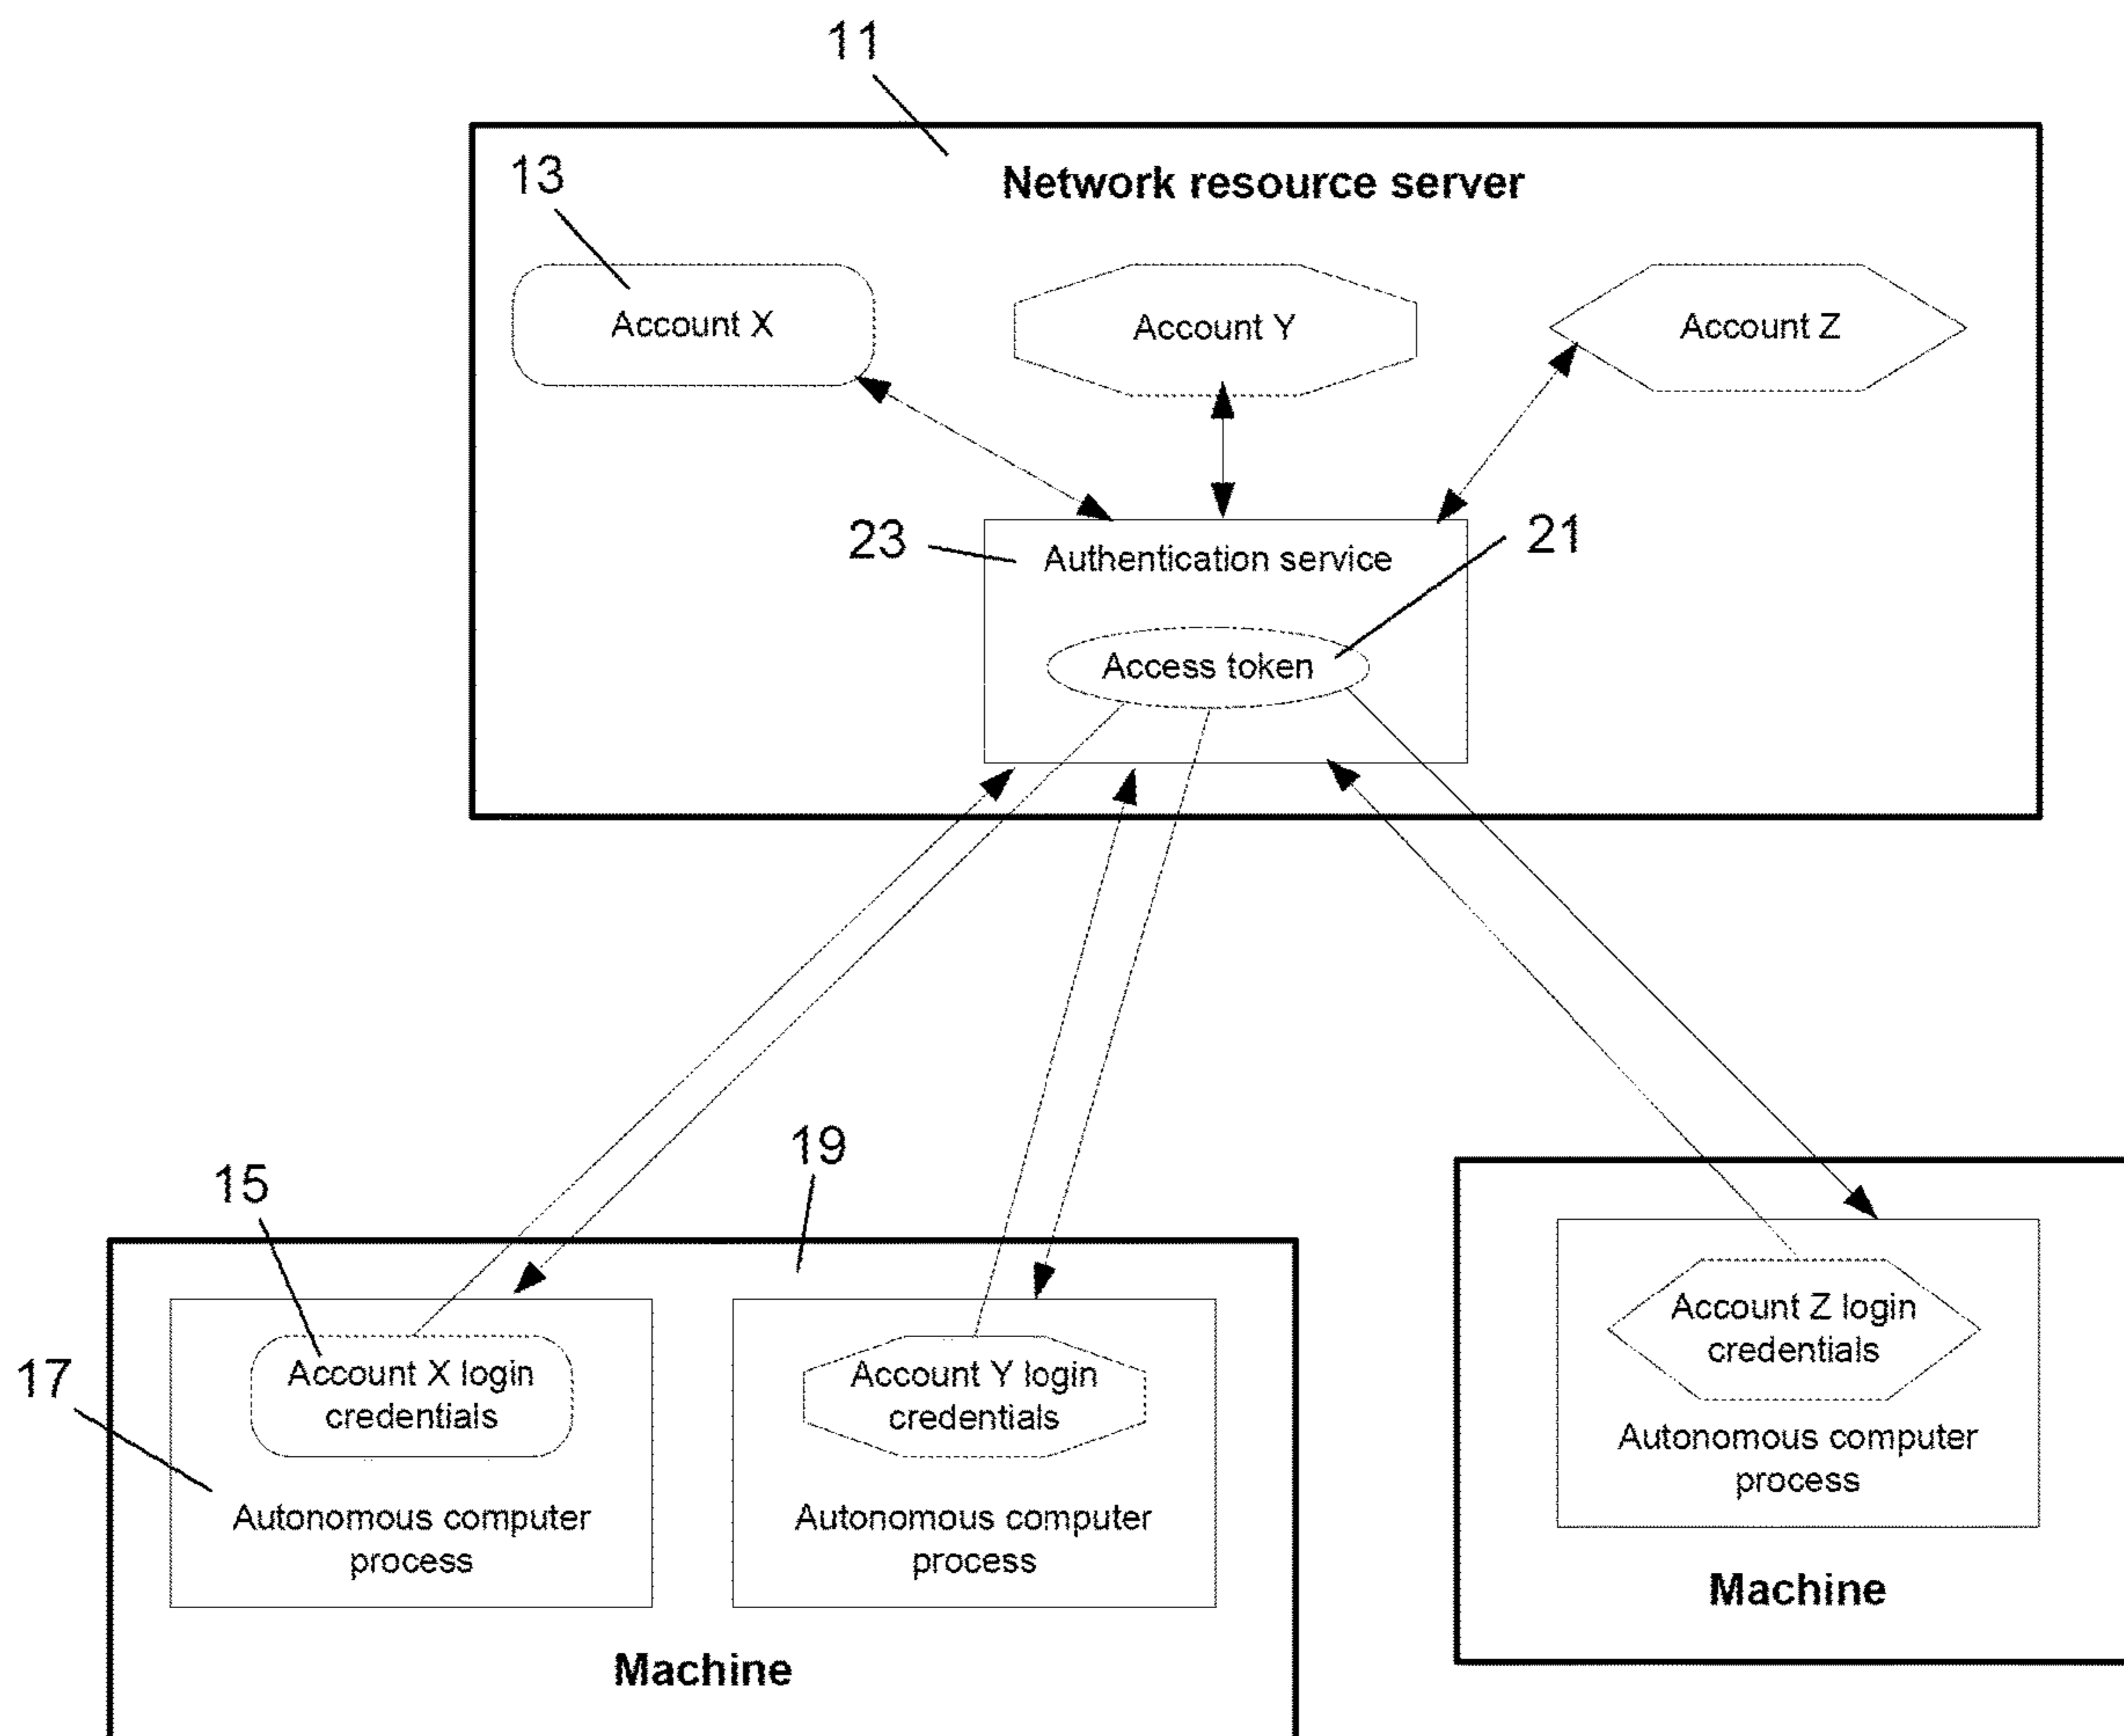 11
Network resource server
13
Account X
Account Y
Account Z
23
Authentication service
21
Access token
19
15
Account X login
credentials
Account Y login
credentials
Account Z login
credentials
17
Autonomous computer
process
Autonomous computer
process
Autonomous computer
process
Machine
Machine